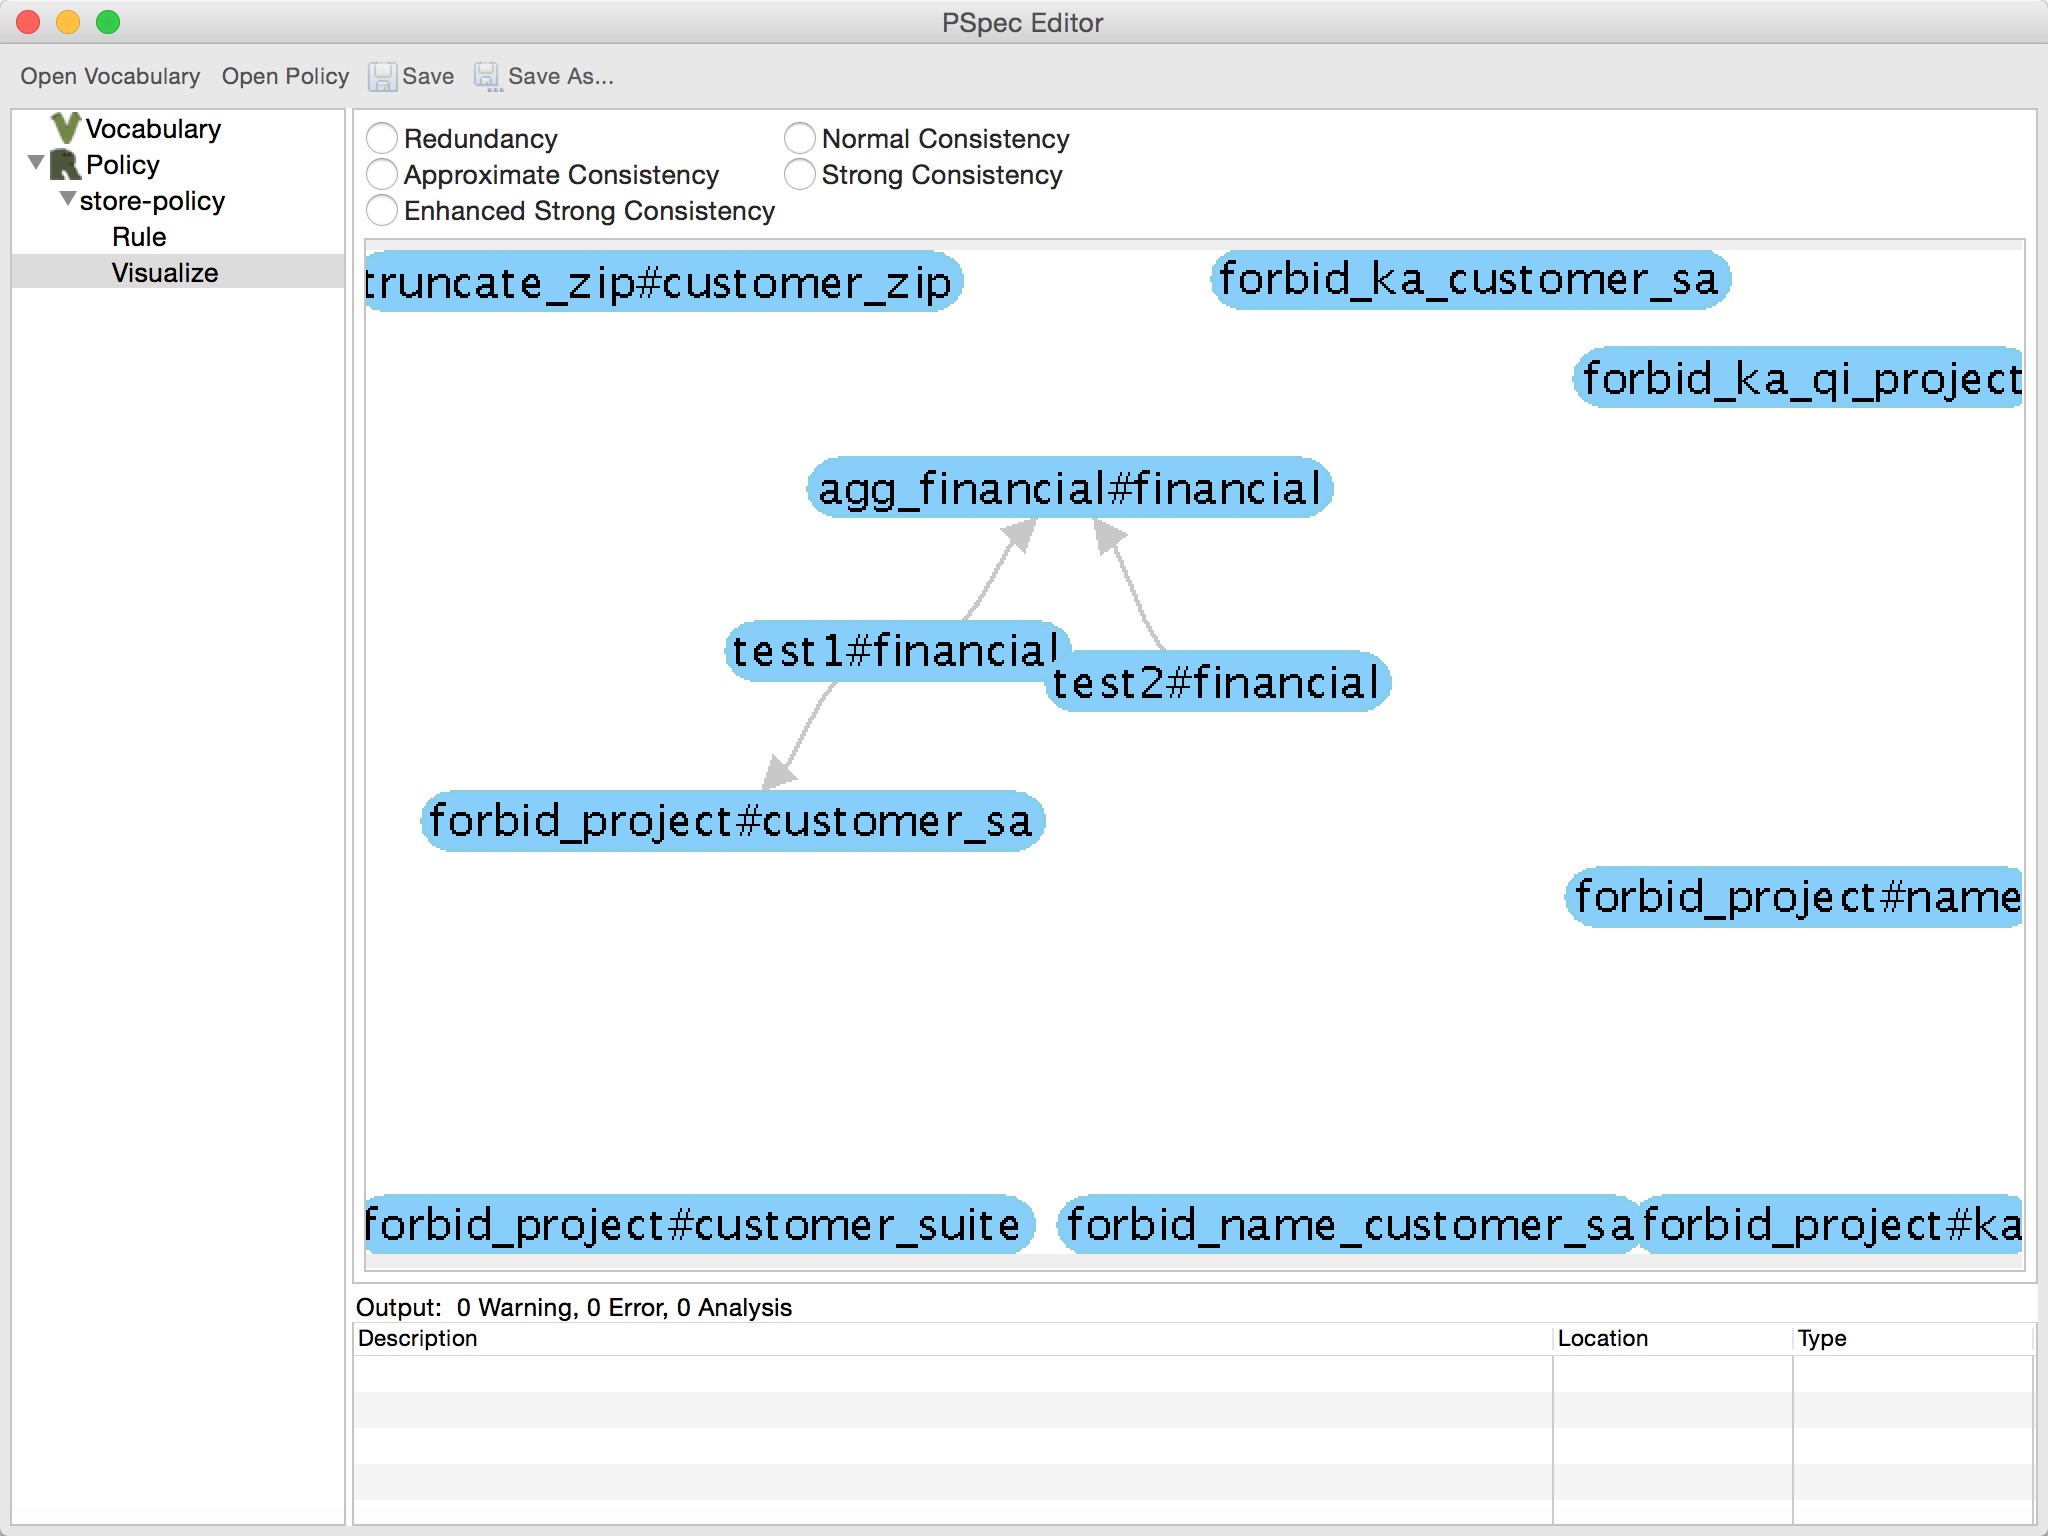 PSpec Editor
Open Vocabulary Open Policy Save Save As...
Vocabulary
Policy
store-policy
Rule
Visualize
Redundancy Normal Consistency
Approximate Consistency Strong Consistency
Enhanced Strong Consistency
truncate_zip#customer_zip forbid_ka_customer_sa
forbid_ka_qi_project
agg_financial#financial
test1#financial
test2#financial
forbid_project#customer_sa
forbid_project#name
forbid_project#customer_suite forbid_name_customer_sa forbid_project#ka
Output: 0 Warning, 0 Error, 0 Analysis
Description Location Type